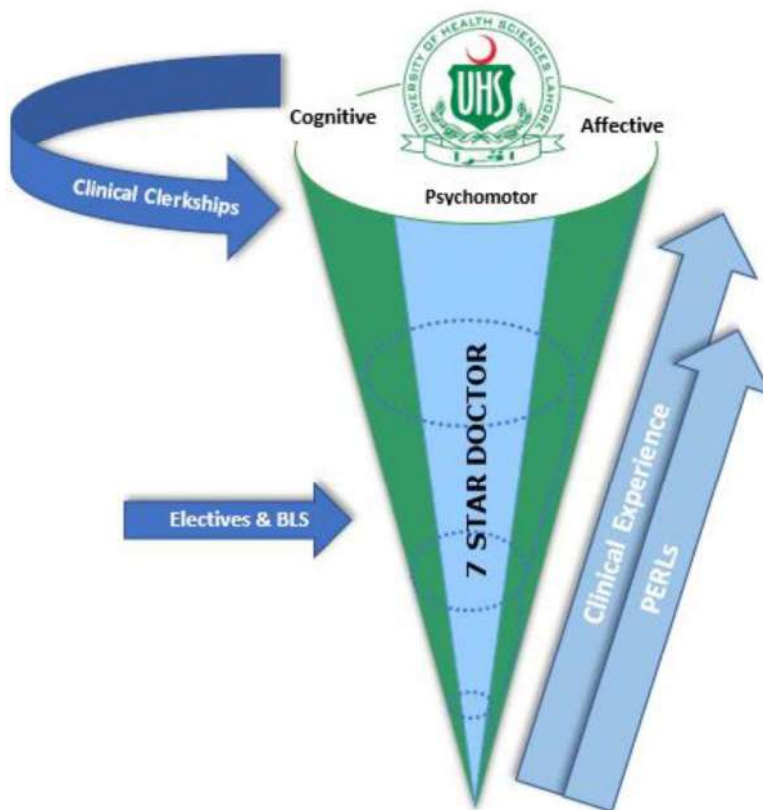 UNIVERSITY OF HEALTH SCIENCES LAHORE
UHS
اقرا
Cognitive
Affective
Psychomotor
Clinical Clerkships
7 STAR DOCTOR
Electives & BLS
Clinical Experience
PERLs